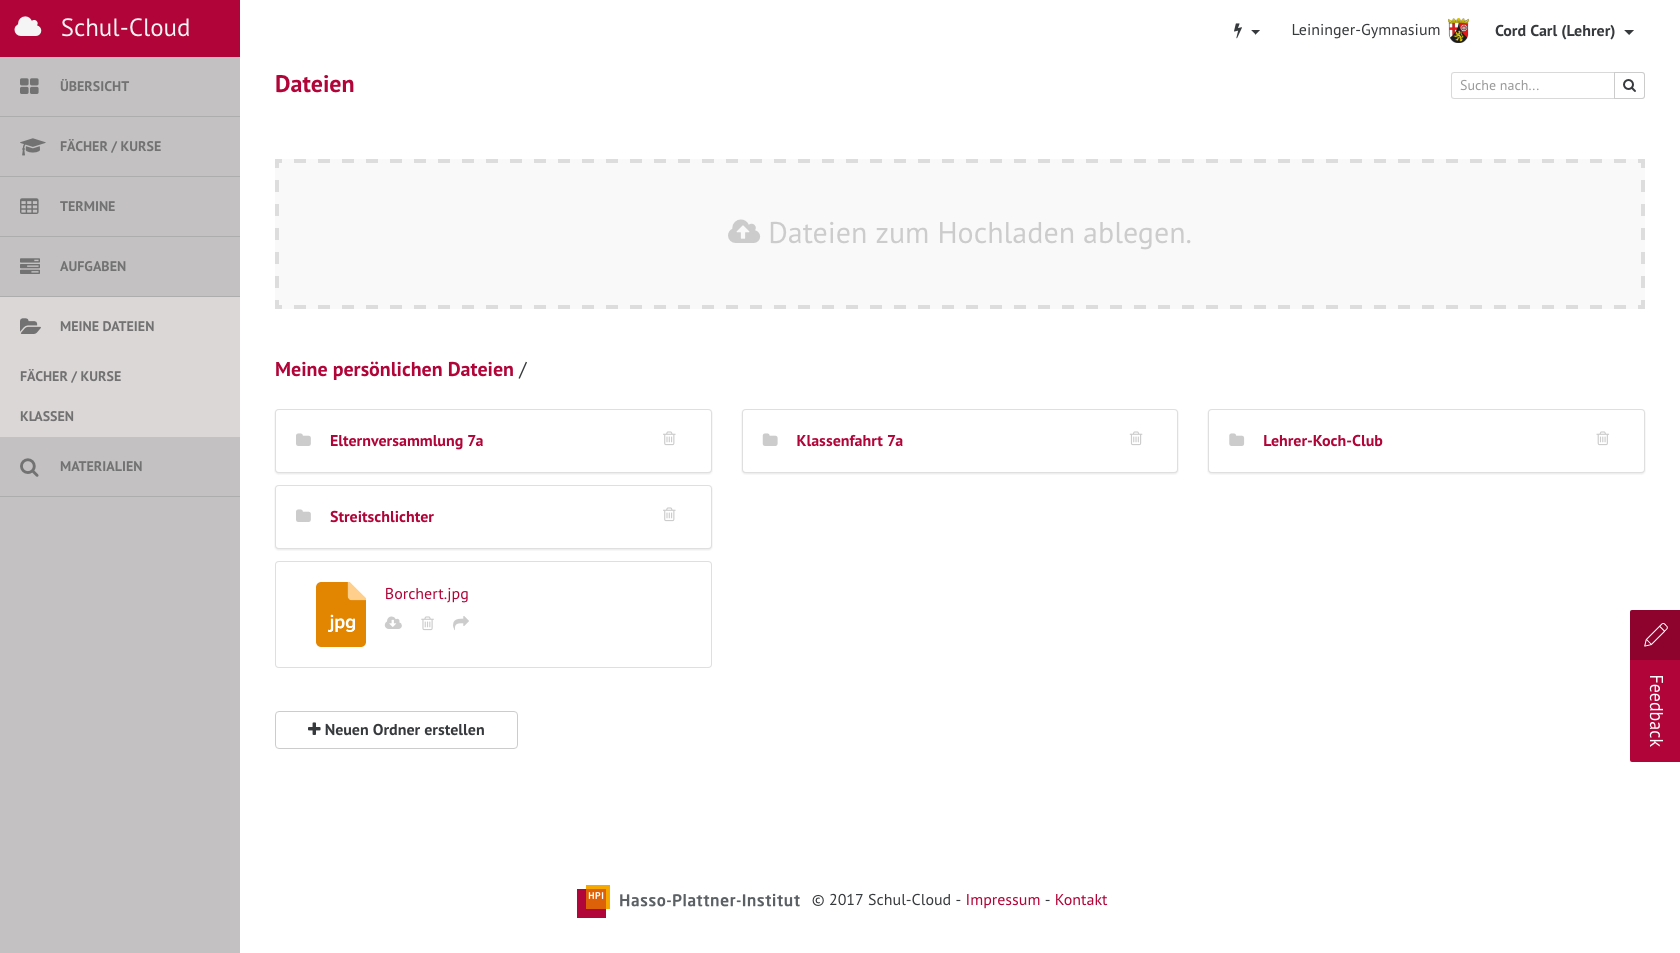 Schul-Cloud
Leininger-Gymnasium
Cord Carl (Lehrer)
ÜBERSICHT
FÄCHER / KURSE
TERMINE
AUFGABEN
MEINE DATEIEN
FÄCHER / KURSE
KLASSEN
MATERIALIEN
Dateien
Suche nach...
Dateien zum Hochladen ablegen.
Meine persönlichen Dateien /
Elternversammlung 7a
Klassenfahrt 7a
Lehrer-Koch-Club
Streitschlichter
jpg
Borchert.jpg
Neuen Ordner erstellen
Feedback
HPI
Hasso-Plattner-Institut © 2017 Schul-Cloud - Impressum - Kontakt